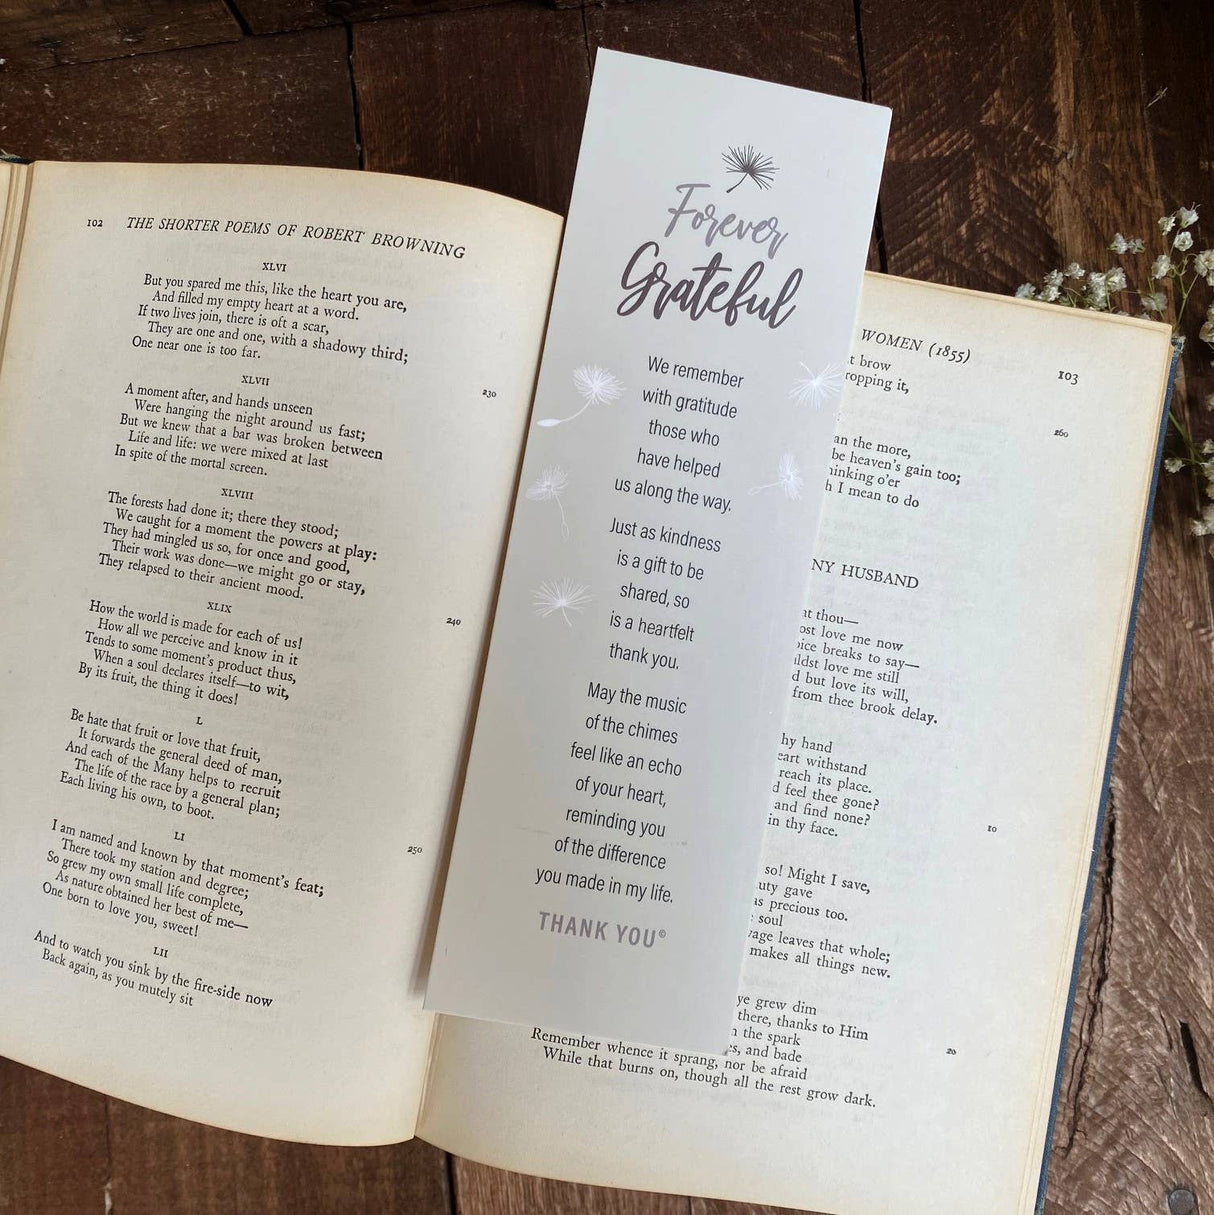 102 THE SHORTER POEMS OF ROBERT BROWNING
XLVI
But you spared me this, like the heart you are,
And filled my empty heart at a word.
If two lives join, there is oft a scar,
They are one and one, with a shadowy third;
One near one is too far.
XLVII
A moment after, and hands unseen 230
Were hanging the night around us fast;
But we knew that a bar was broken between
Life and life: we were mixed at last
In spite of the mortal screen.
XLVIII
The forests had done it; there they stood;
We caught for a moment the powers at play:
They had mingled us so, for once and good,
Their work was done—we might go or stay,
They relapsed to their ancient mood.
XLIX
How the world is made for each of us! 240
How all we perceive and know in it
Tends to some moment's product thus,
When a soul declares itself—to wit,
By its fruit, the thing it does!
L
Be hate that fruit or love that fruit,
It forwards the general deed of man,
And each of the Many helps to recruit
The life of the race by a general plan;
Each living his own, to boot.
LI
I am named and known by that moment's feat; 250
There took my station and degree;
So grew my own small life complete,
As nature obtained her best of me—
One born to love you, sweet!
LII
And to watch you sink by the fire-side now
Back again, as you mutely sit
Forever
Grateful
We remember
with gratitude
those who
have helped
us along the way.
Just as kindness
is a gift to be
shared, so
is a heartfelt
thank you.
May the music
of the chimes
feel like an echo
of your heart,
reminding you
of the difference
you made in my life.
THANK YOU©
WOMEN (1855) 103
brow
it,
260
the more,
be heaven's gain too;
o'er
I mean to do
NY HUSBAND
thou—
love me now
breaks to say—
love me still
but love its will,
from thee brook delay.
hand
withstand
reach its place.
feel thee gone?
and find none? 10
in thy face.
so! Might I save,
gave
precious too.
soul
leaves that whole;
makes all things new.
grew dim
there, thanks to Him
the spark 20
Remember whence it sprang, nor be afraid
and bade
While that burns on, though all the rest grow dark.